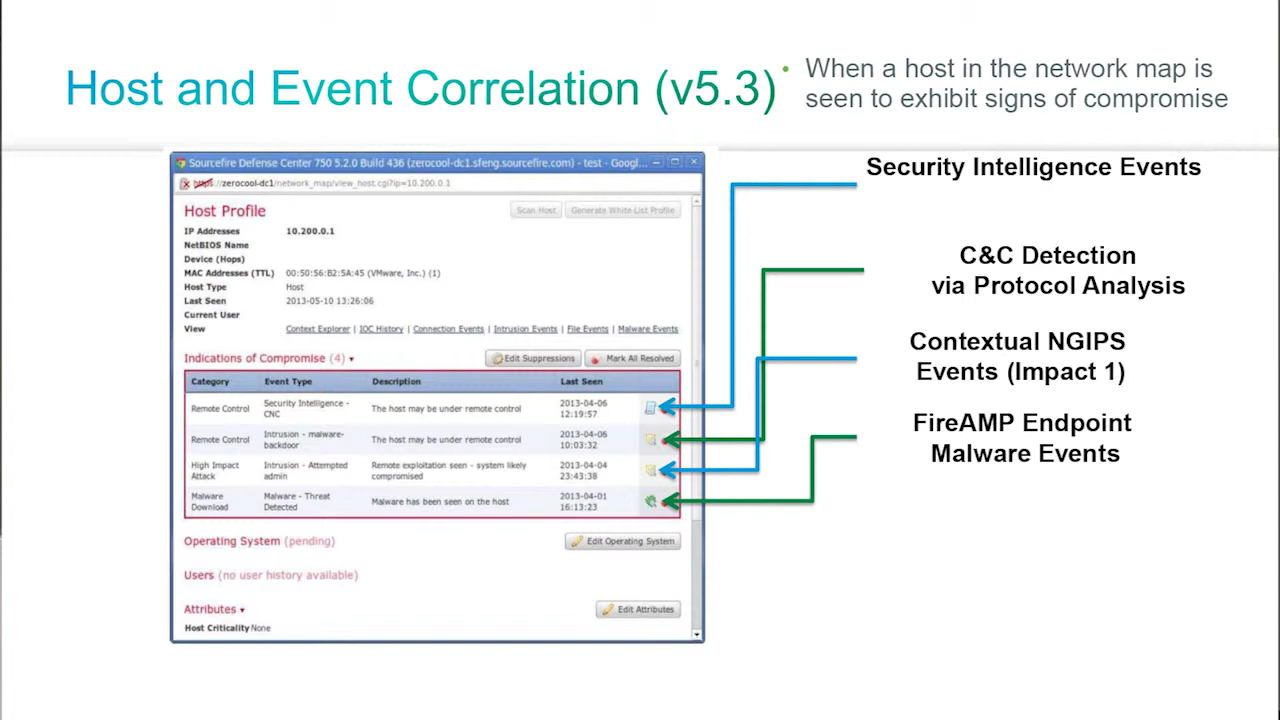 Host and Event Correlation (v5.3)
• When a host in the network map is
seen to exhibit signs of compromise
Sourcefire Defense Center 750 5.2.0 Build 436 (zerocool-dc1.sfeng.sourcefire.com) - test - Googl...
https://zerocool-dc1/network_map/view_host.cgi?ip=10.200.0.1
Host Profile
Scan Host
Generate White List Profile
IP Addresses 10.200.0.1
NetBIOS Name
Device (Hops)
MAC Addresses (TTL) 00:50:56:B2:5A:45 (VMware, Inc.) (1)
Host Type Host
Last Seen 2013-05-10 13:26:06
Current User
View Context Explorer | IOC History | Connection Events | Intrusion Events | File Events | Malware Events
Indications of Compromise (4)
Edit Suppressions
Mark All Resolved
Category Event Type Description Last Seen
Remote Control Security Intelligence - CNC The host may be under remote control 2013-04-06 12:19:57
Remote Control Intrusion - malware-backdoor The host may be under remote control 2013-04-06 10:03:32
High Impact Attack Intrusion - Attempted admin Remote exploitation seen - system likely compromised 2013-04-04 23:43:38
Malware Download Malware - Threat Detected Malware has been seen on the host 2013-04-01 16:13:23
Operating System (pending)
Edit Operating System
Users (no user history available)
Attributes
Edit Attributes
Host Criticality None
Security Intelligence Events
C&C Detection
via Protocol Analysis
Contextual NGIPS
Events (Impact 1)
FireAMP Endpoint
Malware Events